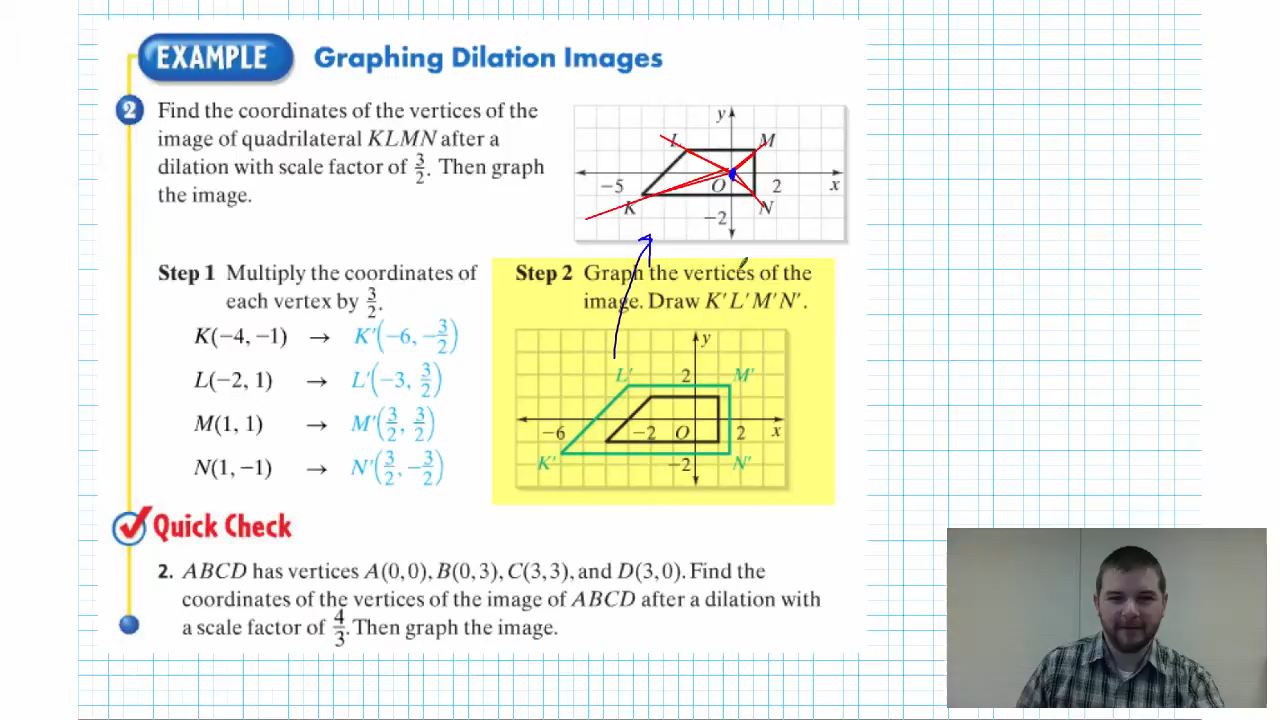 EXAMPLE Graphing Dilation Images
2 Find the coordinates of the vertices of the
image of quadrilateral KLMN after a
dilation with scale factor of 3/2. Then graph
the image.
y
L M
-5 O 2 x
K N
-2
Step 1 Multiply the coordinates of
each vertex by 3/2.
K(−4, −1) → K′(−6, −3/2)
L(−2, 1) → L′(−3, 3/2)
M(1, 1) → M′(3/2, 3/2)
N(1, −1) → N′(3/2, −3/2)
Step 2 Graph the vertices of the
image. Draw K′L′M′N′.
y
L′ 2 M′
−6 −2 O 2 x
K′ −2 N′
Quick Check
2. ABCD has vertices A(0, 0), B(0, 3), C(3, 3), and D(3, 0). Find the
coordinates of the vertices of the image of ABCD after a dilation with
a scale factor of 4/3. Then graph the image.